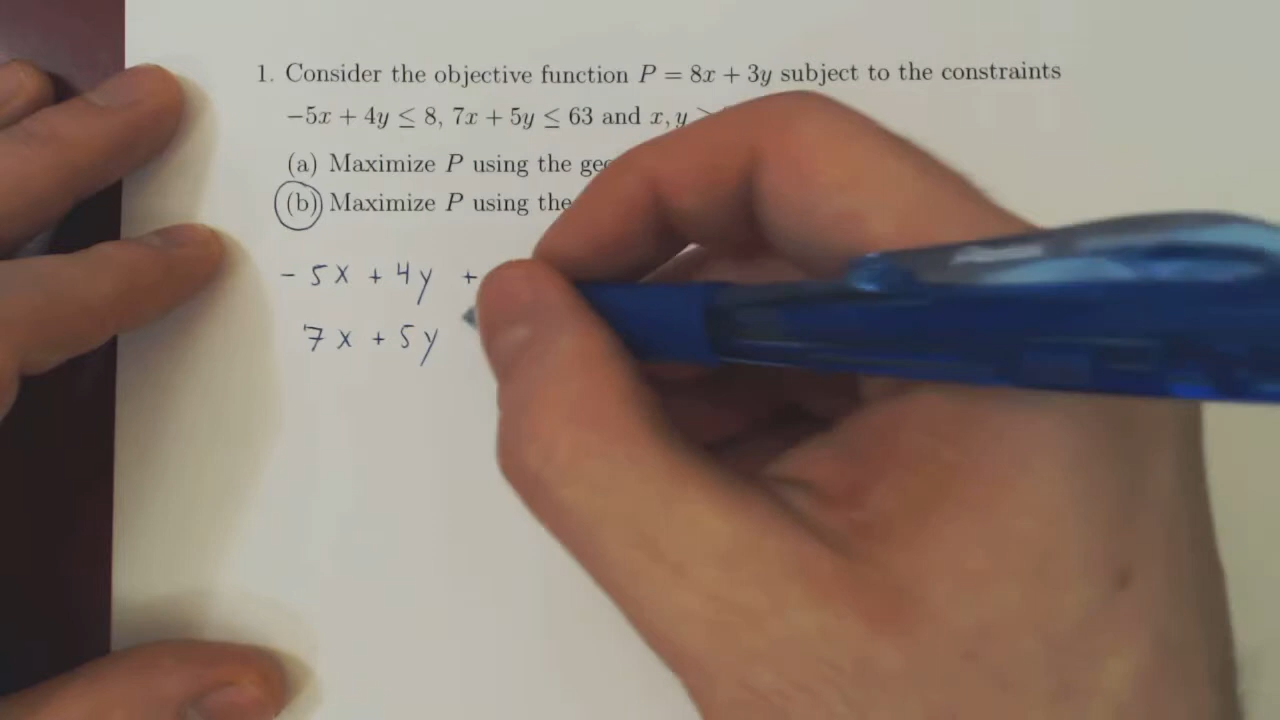 1. Consider the objective function P = 8x + 3y subject to the constraints
−5x + 4y ≤ 8, 7x + 5y ≤ 63 and x, y
(a) Maximize P using the
(b) Maximize P using the
- 5x + 4y +
7x + 5y